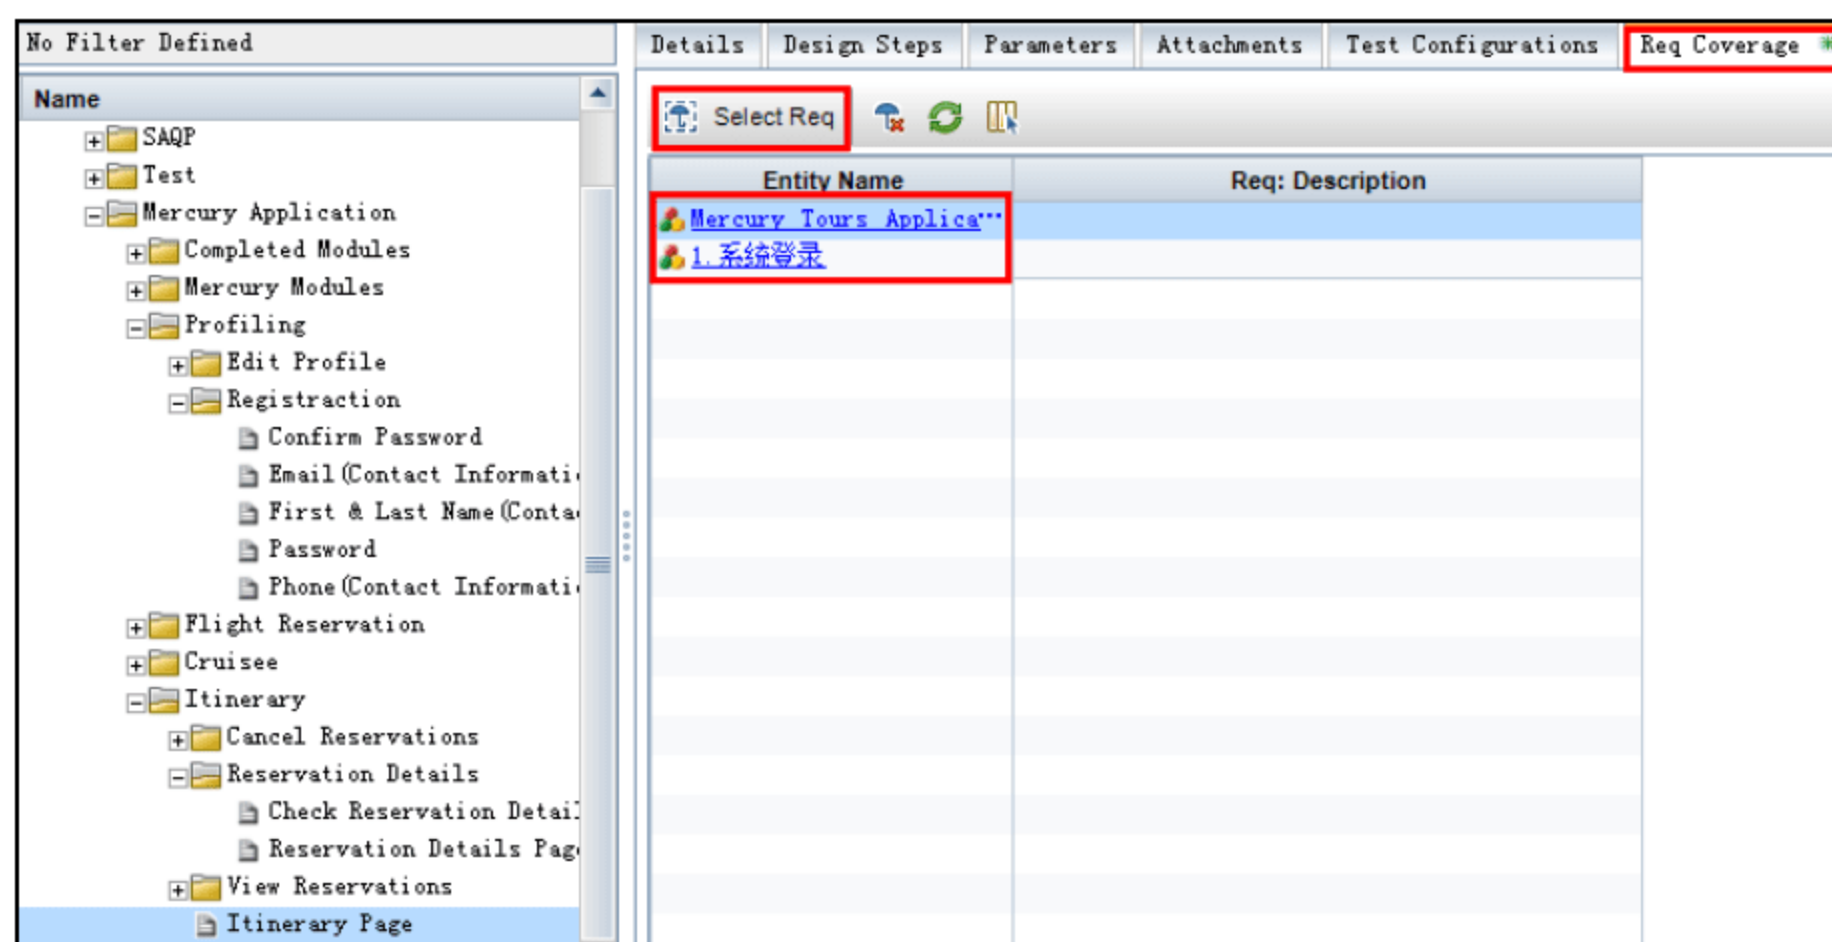 No Filter Defined
Name
SAQP
Test
Mercury Application
Completed Modules
Mercury Modules
Profiling
Edit Profile
Registraction
Confirm Password
Email(Contact Informati
First & Last Name(Conta
Password
Phone(Contact Informati
Flight Reservation
Cruisee
Itinerary
Cancel Reservations
Reservation Details
Check Reservation Detail
Reservation Details Pag
View Reservations
Itinerary Page
Details Design Steps Parameters Attachments Test Configurations Req Coverage *
Select Req
Entity Name Req: Description
Mercury Tours Applica...
1.系统登录